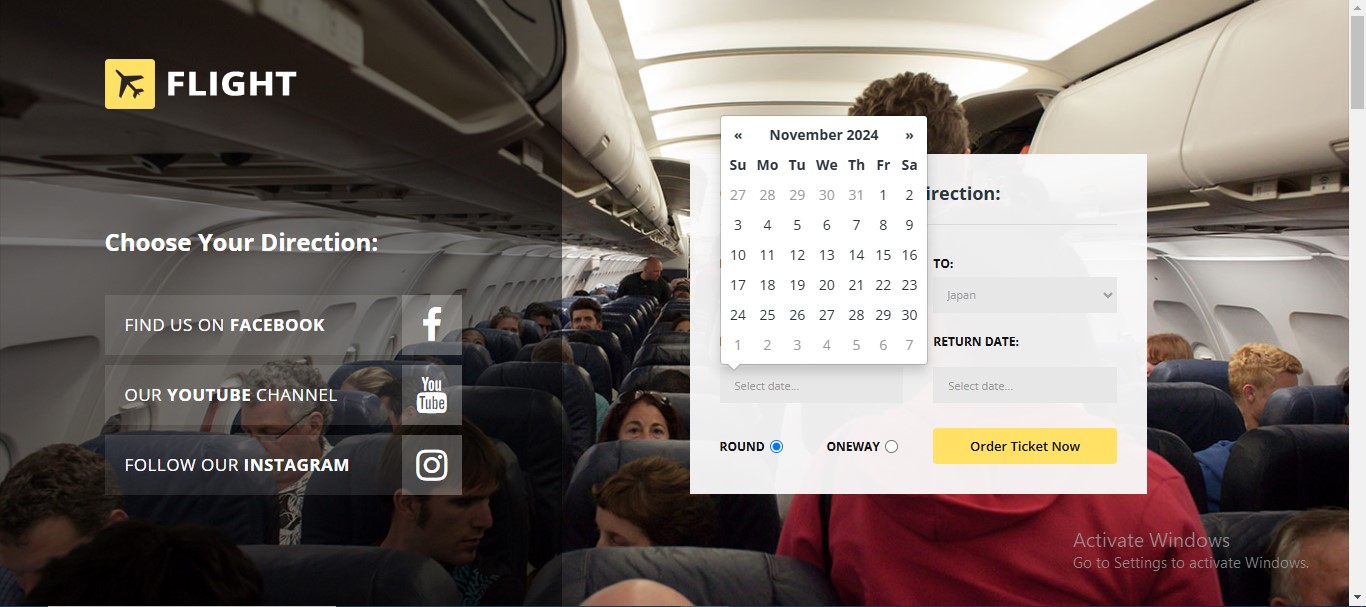 FLIGHT
Choose Your Direction:
FIND US ON FACEBOOK
OUR YOUTUBE CHANNEL
You
Tube
FOLLOW OUR INSTAGRAM
« November 2024 »
Su Mo Tu We Th Fr Sa
27 28 29 30 31 1 2
3 4 5 6 7 8 9
10 11 12 13 14 15 16
17 18 19 20 21 22 23
24 25 26 27 28 29 30
1 2 3 4 5 6 7
irection:
TO:
Japan
RETURN DATE:
Select date...
Select date...
ROUND
ONEWAY
Order Ticket Now
Activate Windows
Go to Settings to activate Windows.